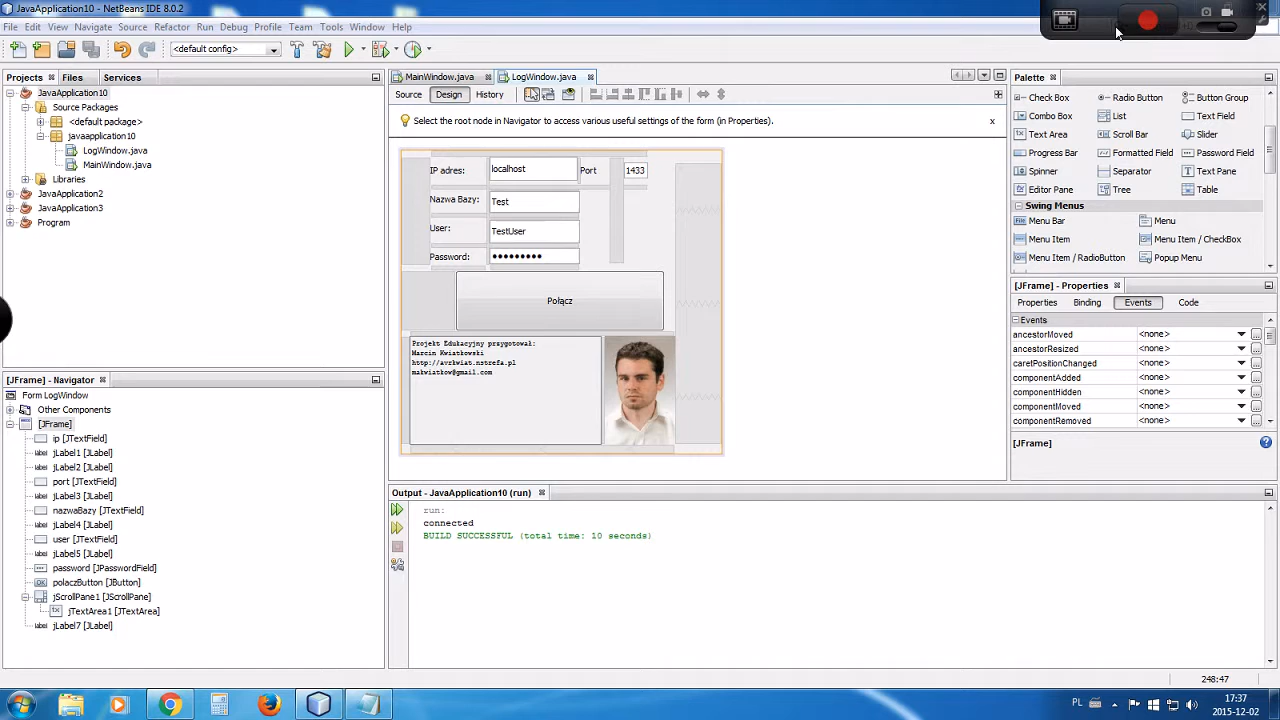 JavaApplication10 - NetBeans IDE 8.0.2
File Edit View Navigate Source Refactor Run Debug Profile Team Tools Window Help
<default config>
Projects Files Services
JavaApplication10
Source Packages
<default package>
javaapplication10
LogWindow.java
MainWindow.java
Libraries
JavaApplication2
JavaApplication3
Program
[JFrame] - Navigator
Form LogWindow
Other Components
[JFrame]
ip [JTextField]
jLabel1 [JLabel]
jLabel2 [JLabel]
port [JTextField]
jLabel3 [JLabel]
nazwaBazy [JTextField]
jLabel4 [JLabel]
user [JTextField]
jLabel5 [JLabel]
password [JPasswordField]
polaczButton [JButton]
jScrollPane1 [JScrollPane]
jTextArea1 [JTextArea]
jLabel7 [JLabel]
MainWindow.java LogWindow.java
Source Design History
Select the root node in Navigator to access various useful settings of the form (in Properties).
IP adres: localhost Port 1433
Nazwa Bazy: Test
User: TestUser
Password: •••••••••
Połącz
Projekt Edukacyjny przygotował:
Marcin Kwiatkowski
http://avrkwiat.nstrefa.pl
makwiatkow@gmail.com
Output - JavaApplication10 (run)
run:
connected
BUILD SUCCESSFUL (total time: 10 seconds)
Palette
Check Box Radio Button Button Group
Combo Box List Text Field
Text Area Scroll Bar Slider
Progress Bar Formatted Field Password Field
Spinner Separator Text Pane
Editor Pane Tree Table
Swing Menus
Menu Bar Menu
Menu Item Menu Item / CheckBox
Menu Item / RadioButton Popup Menu
[JFrame] - Properties
Properties Binding Events Code
Events
ancestorMoved <none>
ancestorResized <none>
caretPositionChanged <none>
componentAdded <none>
componentHidden <none>
componentMoved <none>
componentRemoved <none>
[JFrame]
248:47
PL 17:37
2015-12-02